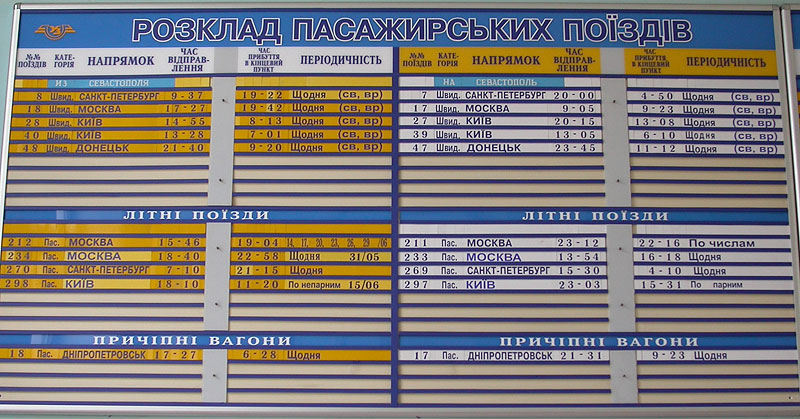 РОЗКЛАД ПАСАЖИРСЬКИХ ПОЇЗДІВ
№№ ПОЇЗДІВ КАТЕГОРІЯ НАПРЯМОК ЧАС ВІДПРАВЛЕННЯ ЧАС ПРИБУТТЯ В КІНЦЕВИЙ ПУНКТ ПЕРІОДИЧНІСТЬ
ИЗ СЕВАСТОПОЛЯ
8 Швид. САНКТ-ПЕТЕРБУРГ 9-37 19-22 Щодня (св, вр)
18 Швид. МОСКВА 17-27 19-42 Щодня (св, вр)
28 Швид. КИЇВ 14-55 8-13 Щодня (св, вр)
40 Швид. КИЇВ 13-28 7-01 Щодня (св, вр)
48 Швид. ДОНЕЦЬК 21-40 9-20 Щодня (св, вр)
ЛІТНІ ПОЇЗДИ
212 Пас. МОСКВА 15-46 19-04 14, 17, 20, 23, 26, 29 /06
234 Пас. МОСКВА 18-40 22-58 Щодня 31/05
270 Пас. САНКТ-ПЕТЕРБУРГ 7-10 21-15 Щодня
298 Пас. КИЇВ 18-10 11-20 По непарним 15/06
ПРИЧІПНІ ВАГОНИ
18 Пас. ДНІПРОПЕТРОВСЬК 17-27 6-28 Щодня
№№ ПОЇЗДІВ КАТЕГОРІЯ НАПРЯМОК ЧАС ВІДПРАВЛЕННЯ ЧАС ПРИБУТТЯ В КІНЦЕВИЙ ПУНКТ ПЕРІОДИЧНІСТЬ
НА СЕВАСТОПОЛЬ
7 Швид. САНКТ-ПЕТЕРБУРГ 20-00 4-50 Щодня (св, вр)
17 Швид. МОСКВА 9-05 9-23 Щодня (св, вр)
27 Швид. КИЇВ 20-15 13-08 Щодня (св, вр)
39 Швид. КИЇВ 13-05 6-10 Щодня (св, вр)
47 Швид. ДОНЕЦЬК 23-45 11-12 Щодня (св, вр)
ЛІТНІ ПОЇЗДИ
211 Пас. МОСКВА 23-12 22-16 По числам
233 Пас. МОСКВА 13-54 16-18 Щодня
269 Пас. САНКТ-ПЕТЕРБУРГ 15-30 4-10 Щодня
297 Пас. КИЇВ 23-03 15-31 По парним
ПРИЧІПНІ ВАГОНИ
17 Пас. ДНІПРОПЕТРОВСЬК 21-31 9-23 Щодня